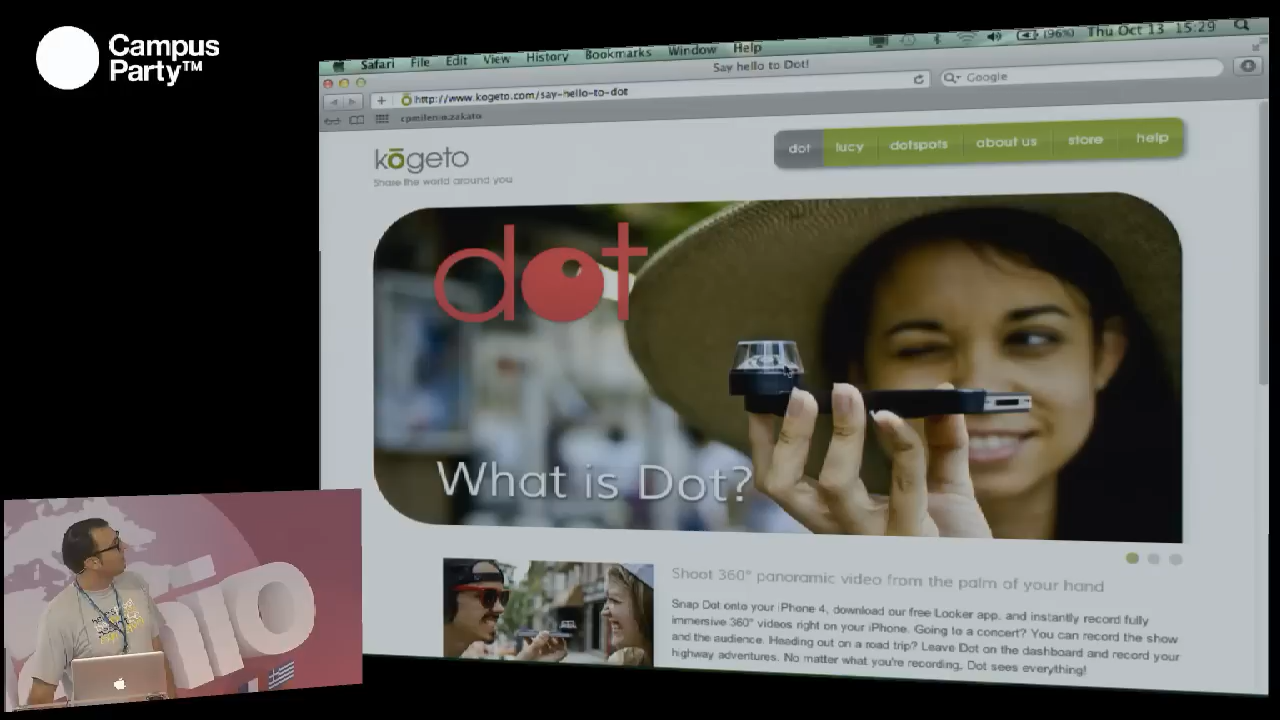 Campus
Party™
Safari File Edit View History Bookmarks Window Help
(96%) Thu Oct 13 15:29
Say hello to Dot!
http://www.kogeto.com/say-hello-to-dot
Google
cpmilenio.zakato
kōgeto
Share the world around you
dot lucy dotspots about us store help
dot
What is Dot?
nio
Shoot 360° panoramic video from the palm of your hand
Snap Dot onto your iPhone 4, download our free Looker app, and instantly record fully
immersive 360° videos right on your iPhone. Going to a concert? You can record the show
and the audience. Heading out on a road trip? Leave Dot on the dashboard and record your
highway adventures. No matter what you're recording, Dot sees everything!